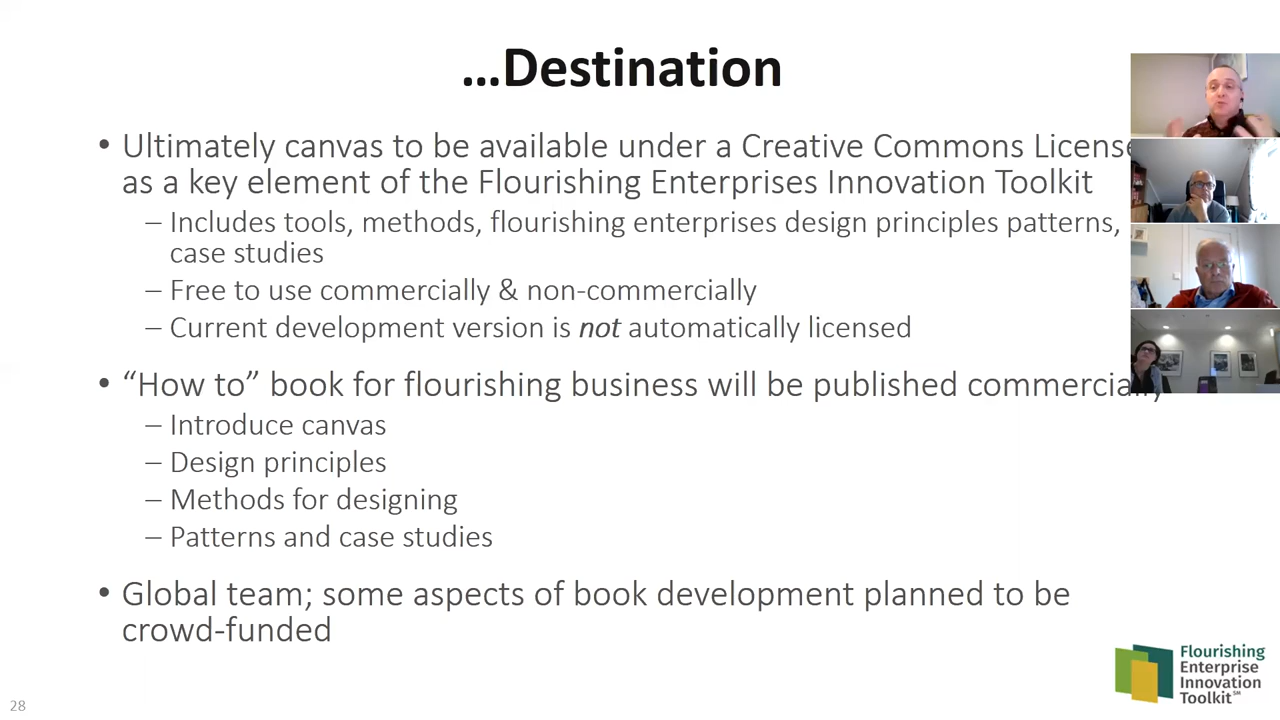 ...Destination
• Ultimately canvas to be available under a Creative Commons License
as a key element of the Flourishing Enterprises Innovation Toolkit
– Includes tools, methods, flourishing enterprises design principles patterns,
case studies
– Free to use commercially & non-commercially
– Current development version is not automatically licensed
• “How to” book for flourishing business will be published commercially
– Introduce canvas
– Design principles
– Methods for designing
– Patterns and case studies
• Global team; some aspects of book development planned to be
crowd-funded
Flourishing
Enterprise
Innovation
Toolkit℠
28